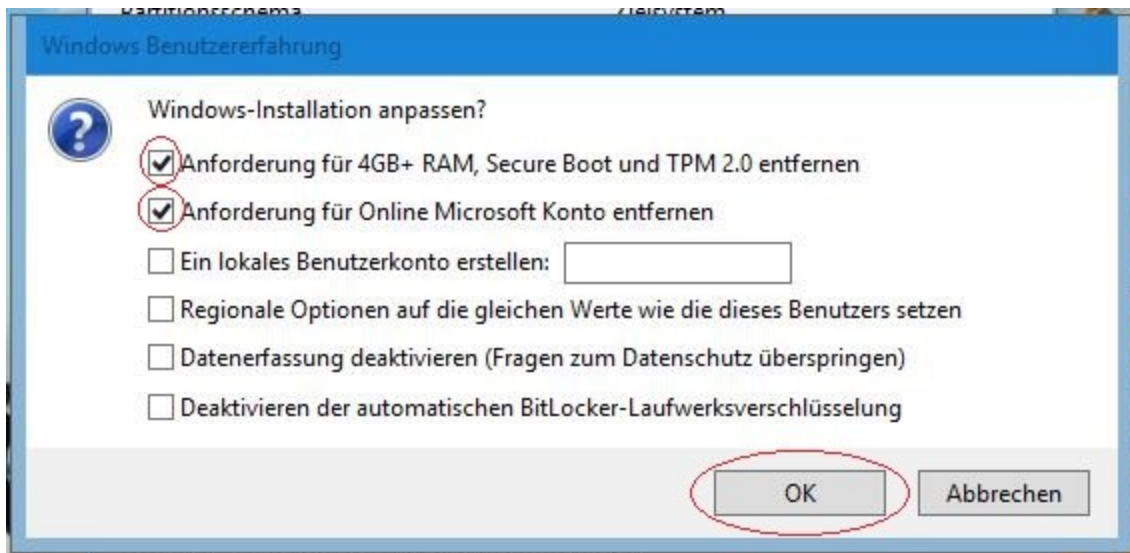 Partitionsschema Zielsystem
Windows Benutzererfahrung
Windows-Installation anpassen?
Anforderung für 4GB+ RAM, Secure Boot und TPM 2.0 entfernen
Anforderung für Online Microsoft Konto entfernen
Ein lokales Benutzerkonto erstellen:
Regionale Optionen auf die gleichen Werte wie die dieses Benutzers setzen
Datenerfassung deaktivieren (Fragen zum Datenschutz überspringen)
Deaktivieren der automatischen BitLocker-Laufwerksverschlüsselung
OK Abbrechen